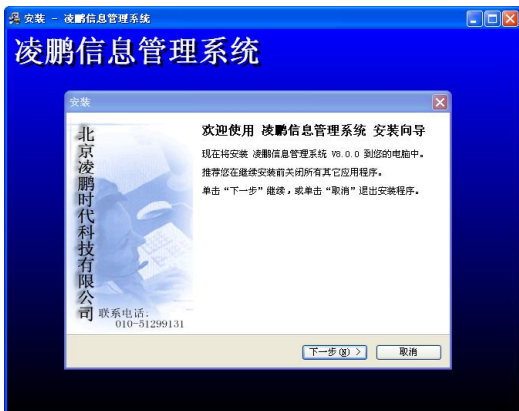 安装 - 凌鹏信息管理系统
凌鹏信息管理系统
安装
北京凌鹏时代科技有限公司
联系电话:
010-51299131
欢迎使用 凌鹏信息管理系统 安装向导
现在将安装 凌鹏信息管理系统 V8.0.0 到您的电脑中。
推荐您在继续安装前关闭所有其它应用程序。
单击“下一步”继续,或单击“取消”退出安装程序。
下一步(N) >
取消